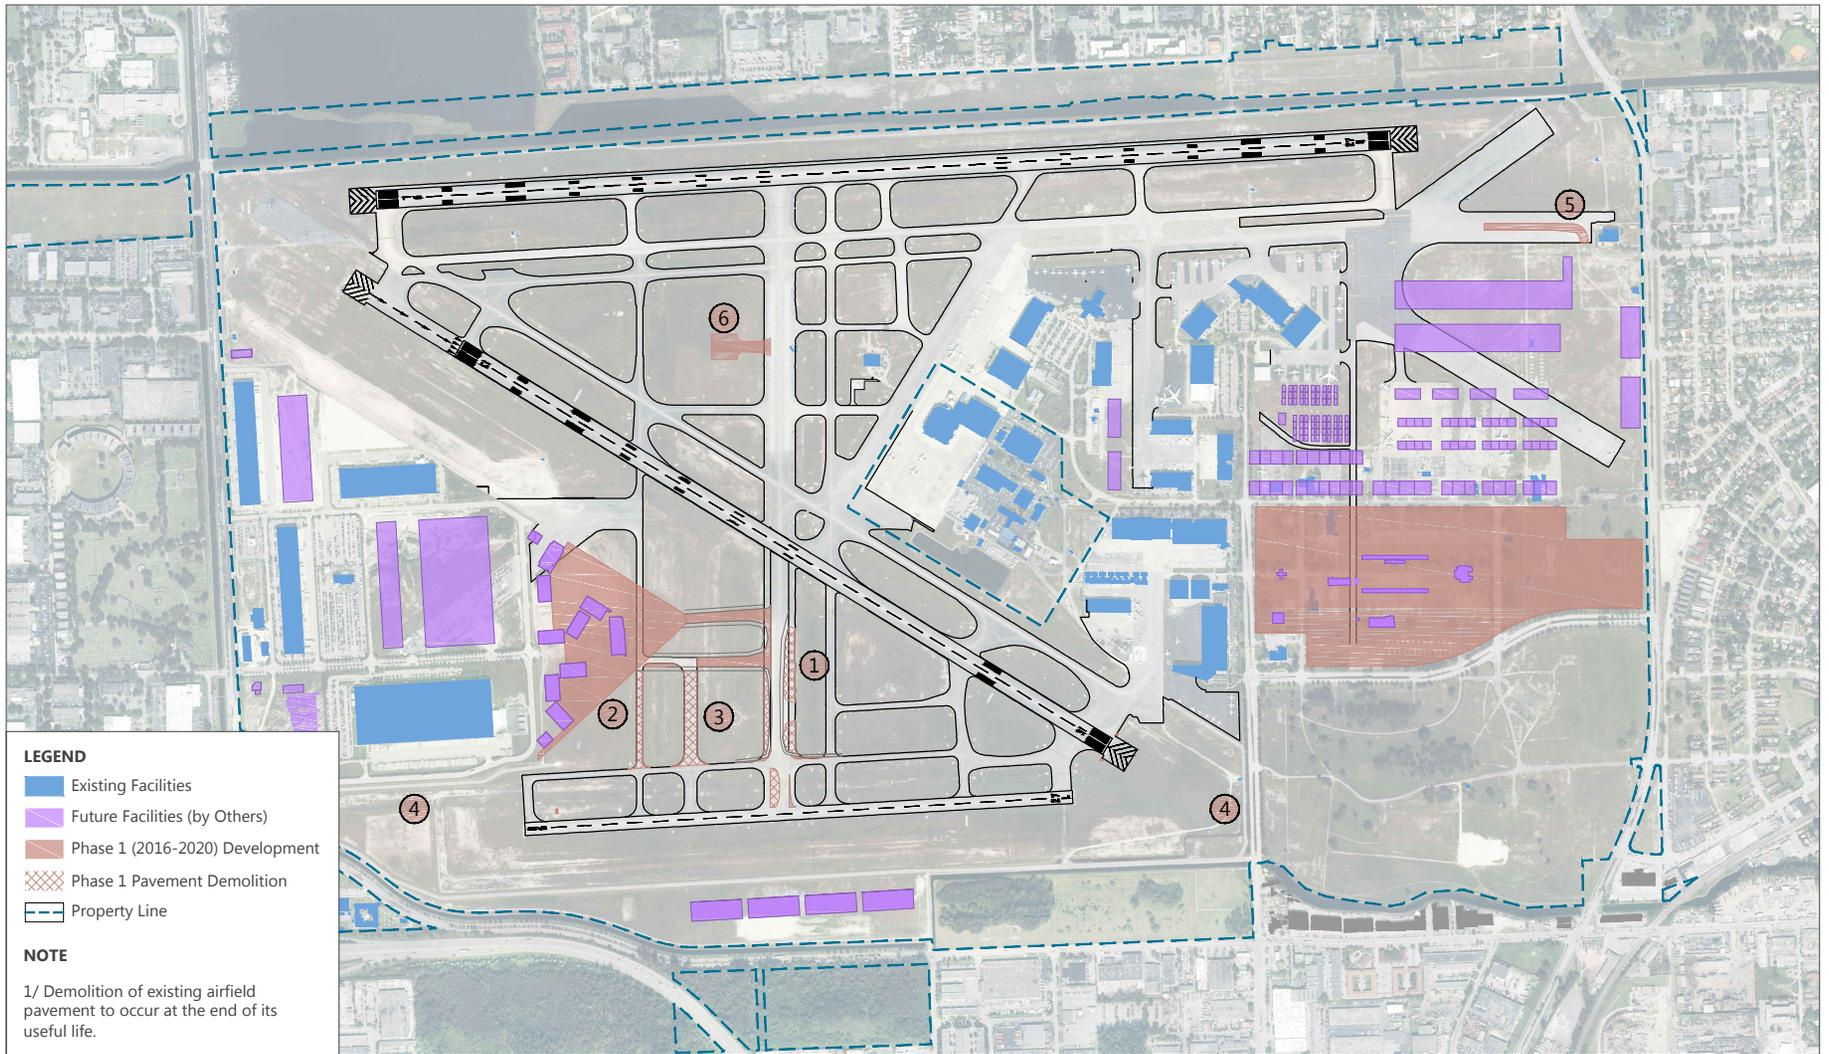 5
6
1
2
3
4
4
LEGEND
Existing Facilities
Future Facilities (by Others)
Phase 1 (2016-2020) Development
Phase 1 Pavement Demolition
Property Line
NOTE
1/ Demolition of existing airfield
pavement to occur at the end of its
useful life.